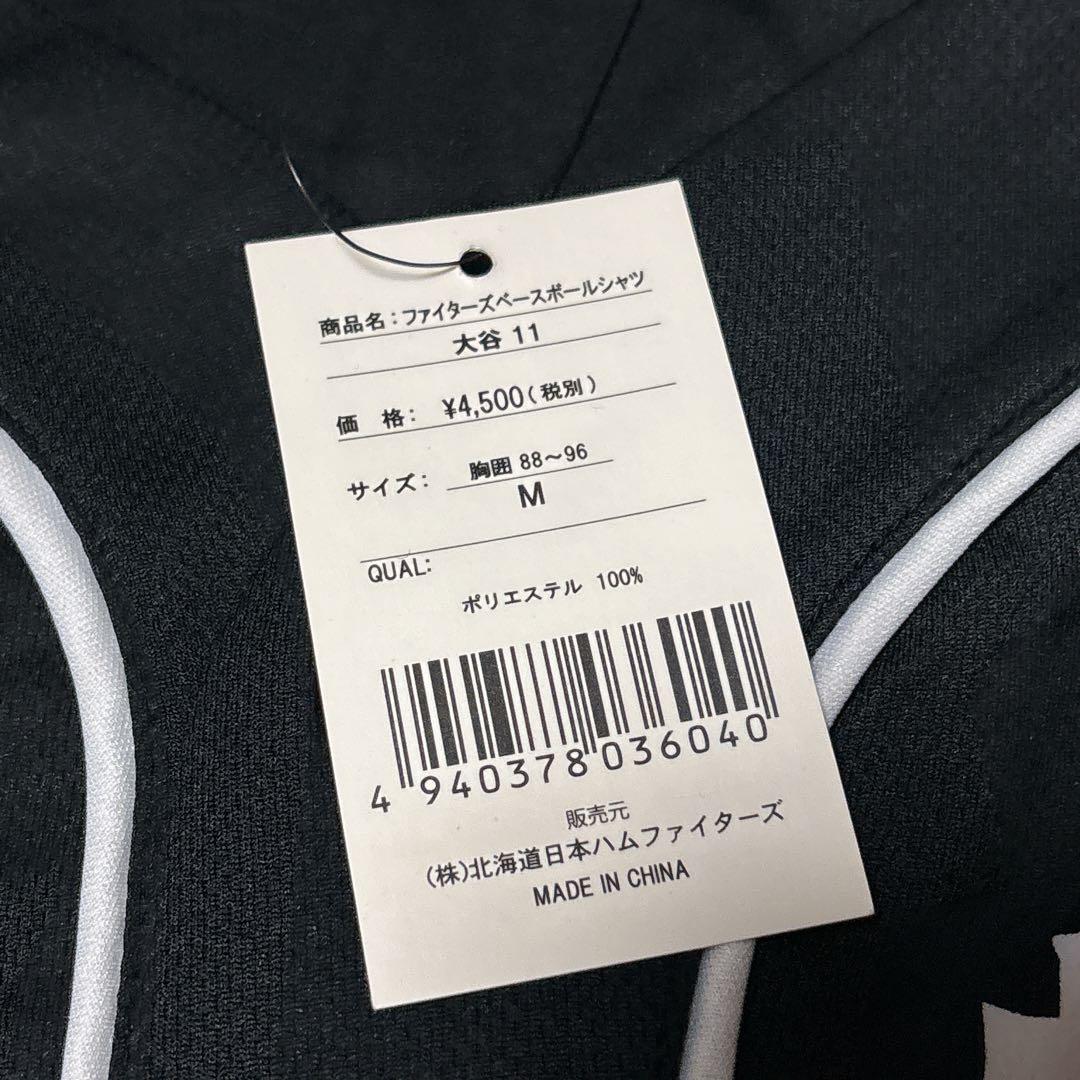 商品名：ファイターズベースボールシャツ
大谷 11
価　格： ¥4,500（税別）
サイズ： 胸囲 88～96
M
QUAL:
ポリエステル 100%
4 940378 036040
販売元
(株)北海道日本ハムファイターズ
MADE IN CHINA